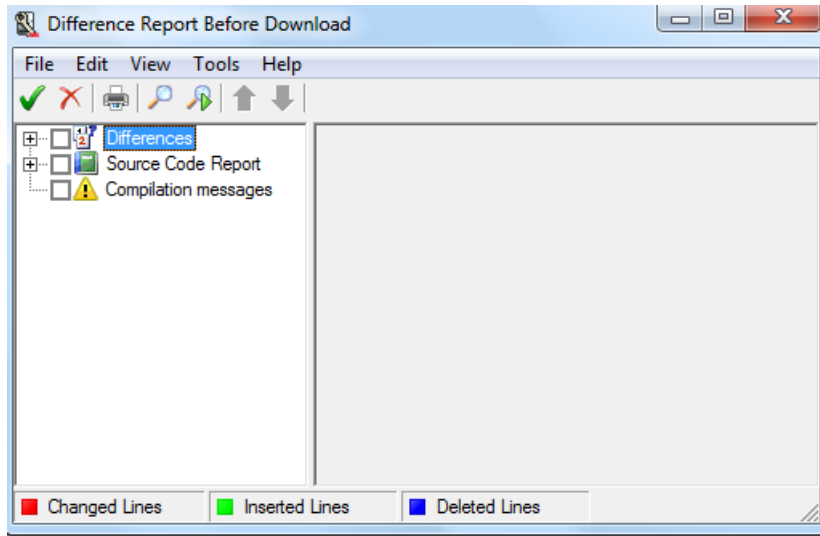 Difference Report Before Download
File Edit View Tools Help
Differences
Source Code Report
Compilation messages
Changed Lines Inserted Lines Deleted Lines